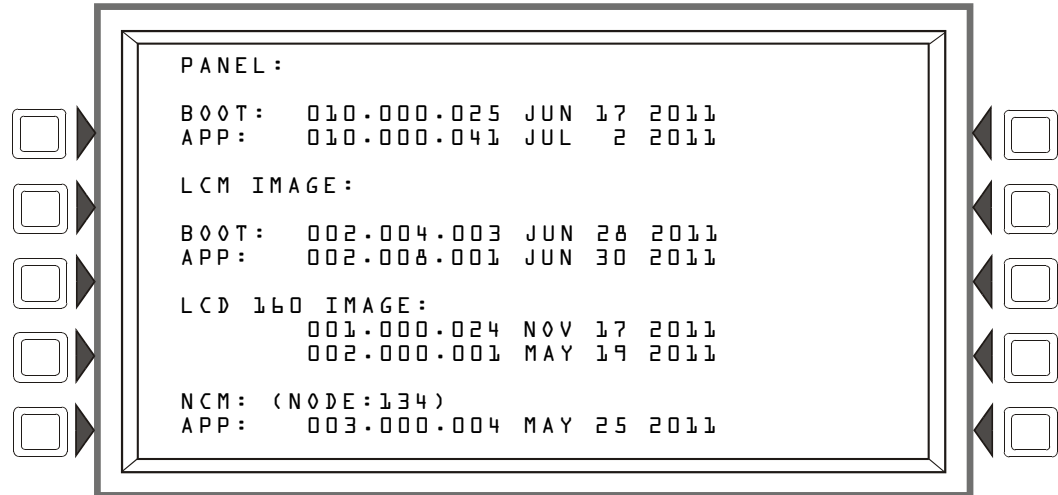 PANEL:
BOOT: 010.000.025 JUN 17 2011
APP: 010.000.041 JUL 2 2011
LCM IMAGE:
BOOT: 002.004.003 JUN 28 2011
APP: 002.008.001 JUN 30 2011
LCD 160 IMAGE:
001.000.024 NOV 17 2011
002.000.001 MAY 19 2011
NCM: (NODE:134)
APP: 003.000.004 MAY 25 2011